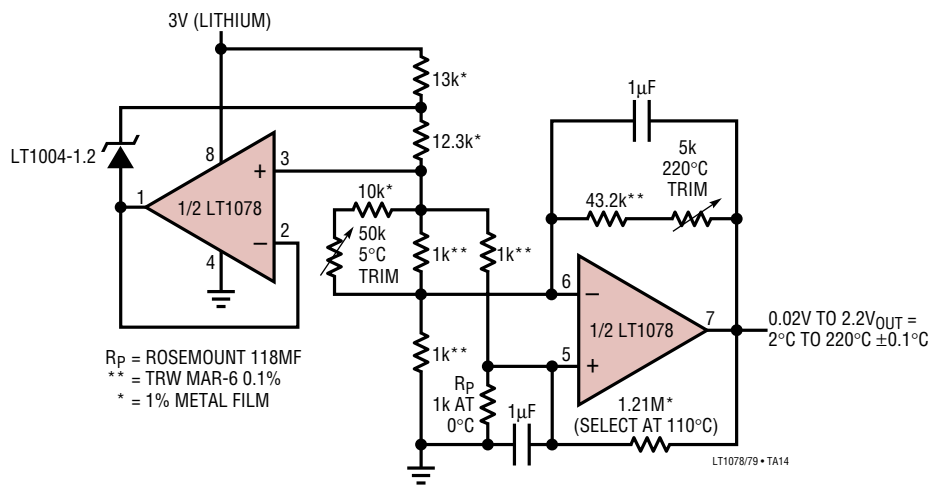 3V (LITHIUM)
13k*
12.3k*
LT1004-1.2
8
3
+
1
1/2 LT1078
2
–
4
10k*
50k
5°C
TRIM
1k**
1k**
1k**
RP
1k AT
0°C
1µF
1µF
5k
220°C
TRIM
43.2k**
6
–
1/2 LT1078
7
5
+
1.21M*
(SELECT AT 110°C)
0.02V TO 2.2VOUT =
2°C TO 220°C ±0.1°C
RP = ROSEMOUNT 118MF
** = TRW MAR-6 0.1%
* = 1% METAL FILM
LT1078/79 • TA14